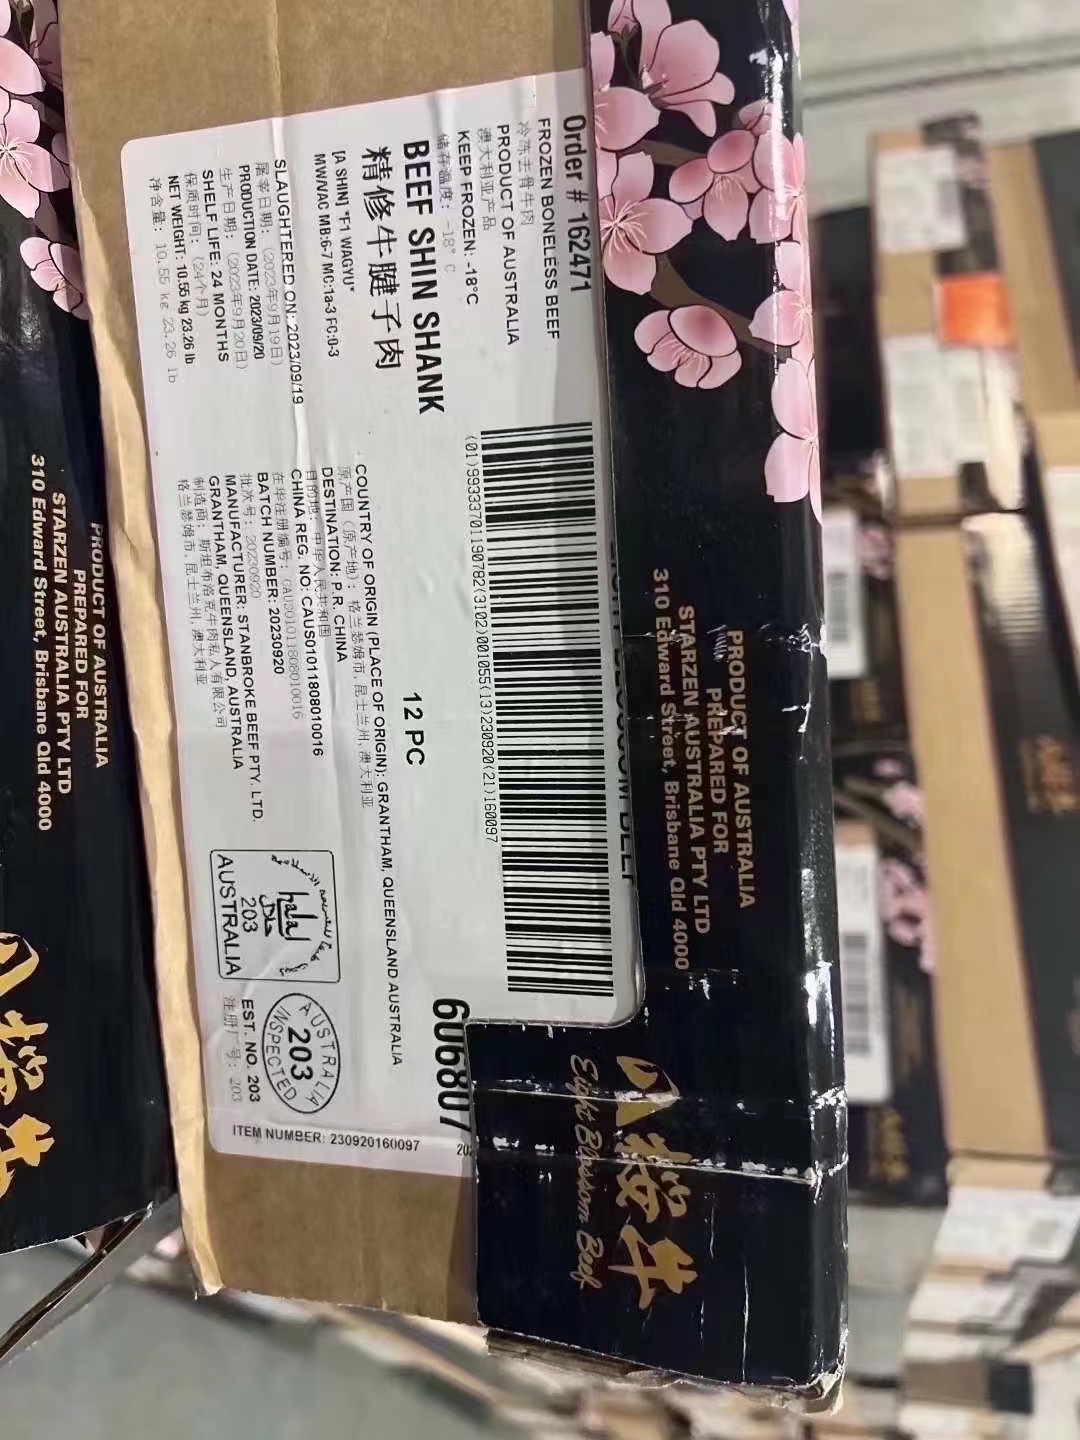 Order # 162471
FROZEN BONELESS BEEF
冷冻去骨牛肉
PRODUCT OF AUSTRALIA
澳大利亚产品
KEEP FROZEN: -18°C
储存温度: -18° C
BEEF SHIN SHANK
精修牛腱子肉
[A SHIN] "F1 WAGYU"
MW/VAC MB:6-7 MC:1a-3 FC:0-3
SLAUGHTERED ON: 2023/09/19
屠宰日期: (2023年9月19日)
PRODUCTION DATE: 2023/09/20
生产日期: (2023年9月20日)
SHELF LIFE: 24 MONTHS
保质时间: (24个月)
NET WEIGHT: 10.55 kg 23.26 lb
净含量: 10.55 kg 23.26 lb
(01)99333701190782(3102)001055(13)230920(21)160097
12 PC
COUNTRY OF ORIGIN (PLACE OF ORIGIN): GRANTHAM, QUEENSLAND AUSTRALIA
原产国 (原产地): 格兰瑟姆市, 昆士兰州, 澳大利亚
DESTINATION: P.R. CHINA
目的地: 中华人民共和国
CHINA REG. NO: CAUS01011808010016
在华注册编号: CAUS01011808010016
BATCH NUMBER: 20230920
批次号: 20230920
MANUFACTURER: STANBROKE BEEF PTY. LTD.
GRANTHAM, QUEENSLAND, AUSTRALIA
制造商: 斯坦布洛克牛肉私人有限公司
格兰瑟姆市, 昆士兰州, 澳大利亚
halal
حلال
203
AUSTRALIA
AUSTRALIA
203
INSPECTED
EST. NO. 203
注册厂号: 203
606807
ITEM NUMBER: 230920160097
PRODUCT OF AUSTRALIA
PREPARED FOR
STARZEN AUSTRALIA PTY LTD
310 Edward Street, Brisbane Qld 4000
八桜牛
Eight Blossom Beef
PRODUCT OF AUSTRALIA
PREPARED FOR
STARZEN AUSTRALIA PTY LTD
310 Edward Street, Brisbane Qld 4000
八桜牛